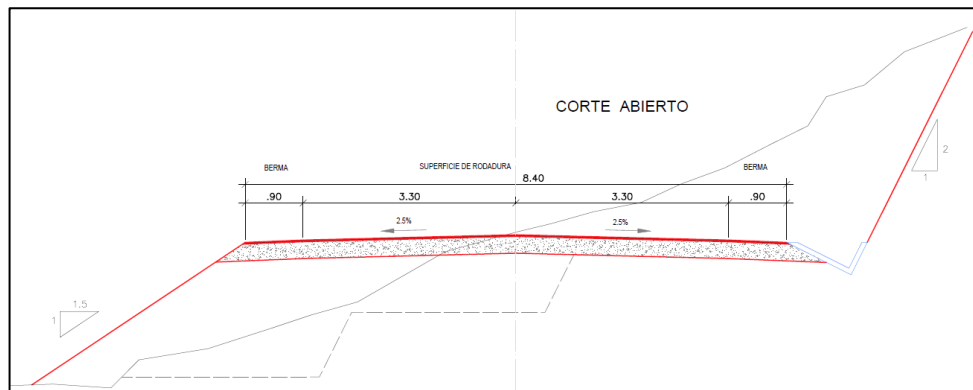 CORTE ABIERTO
BERMA
SUPERFICIE DE RODADURA
BERMA
8.40
.90
3.30
3.30
.90
2.5%
2.5%
2
1
1.5
1